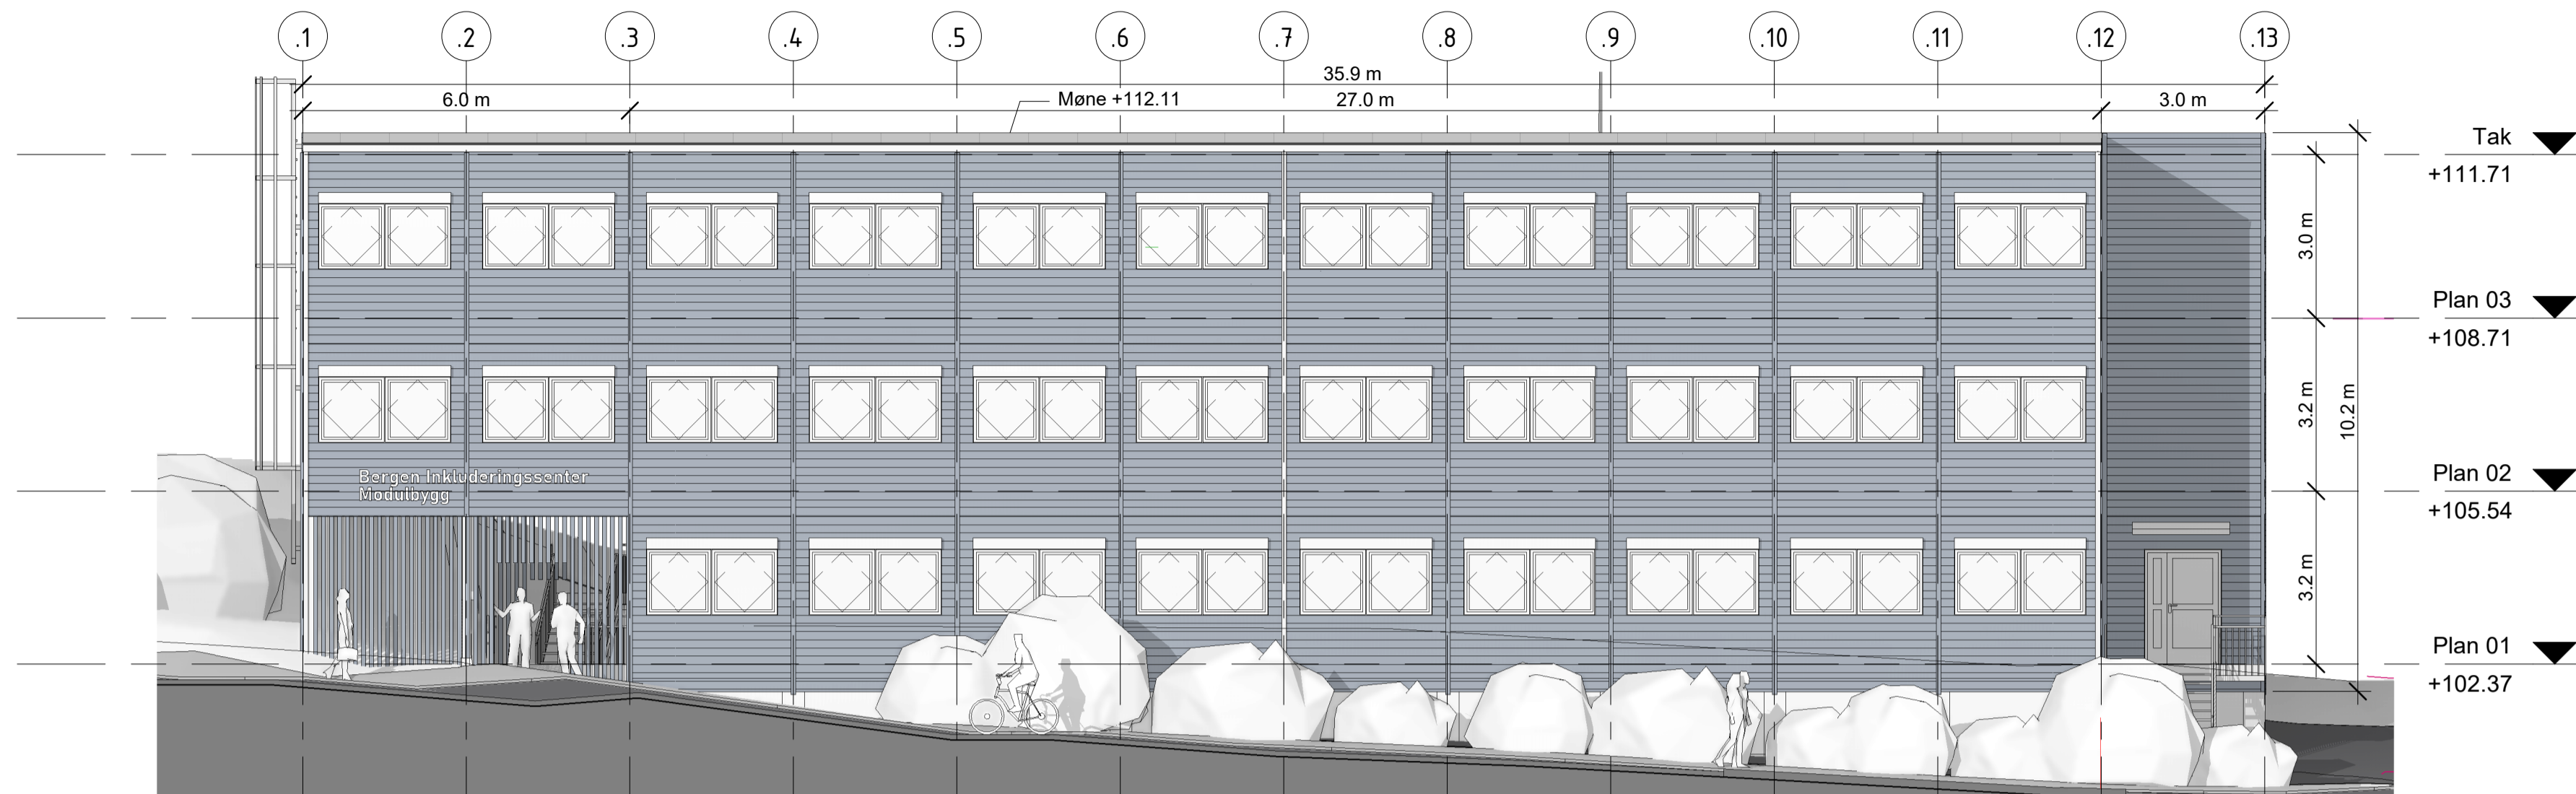 .1 .2 .3 .4 .5 .6 .7 .8 .9 .10 .11 .12 .13
35.9 m
6.0 m Møne +112.11 27.0 m 3.0 m
Tak
+111.71
3.0 m
Plan 03
+108.71
3.2 m
10.2 m
Bergen Inkluderingssenter
Modulbygg
Plan 02
+105.54
3.2 m
Plan 01
+102.37